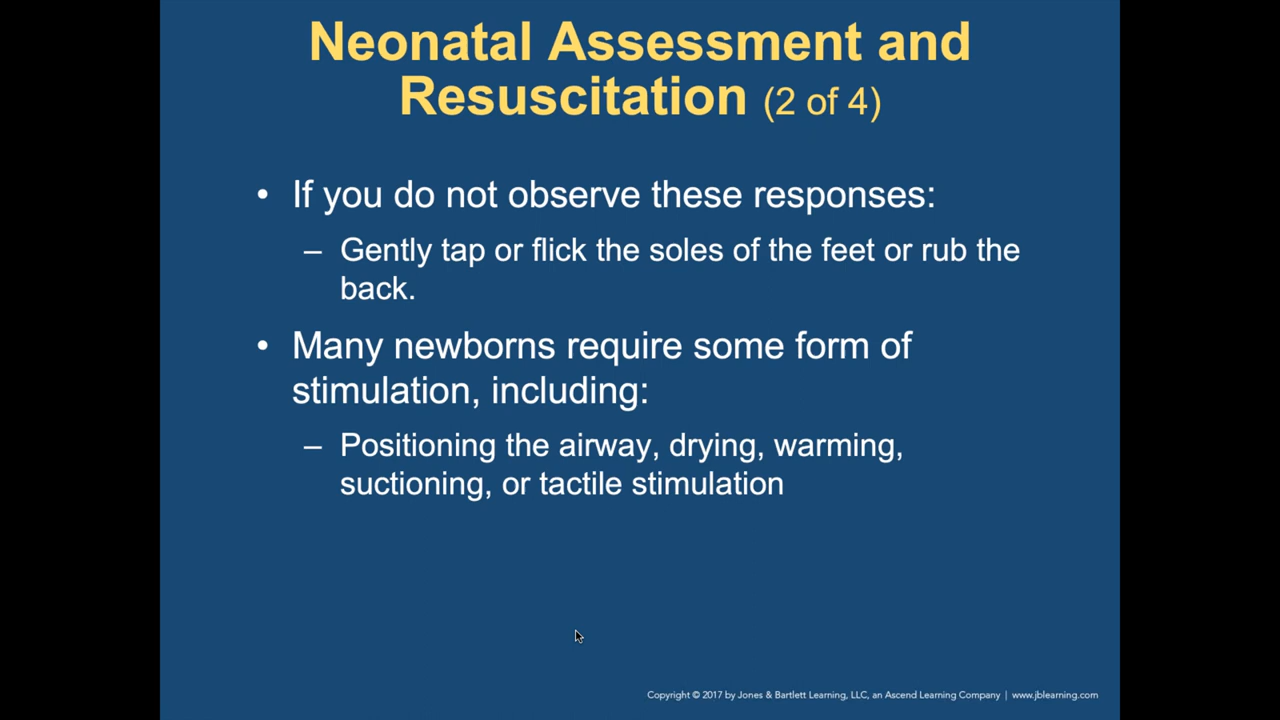 Neonatal Assessment and
Resuscitation (2 of 4)
• If you do not observe these responses:
– Gently tap or flick the soles of the feet or rub the
back.
• Many newborns require some form of
stimulation, including:
– Positioning the airway, drying, warming,
suctioning, or tactile stimulation
Copyright © 2017 by Jones & Bartlett Learning, LLC, an Ascend Learning Company | www.jblearning.com